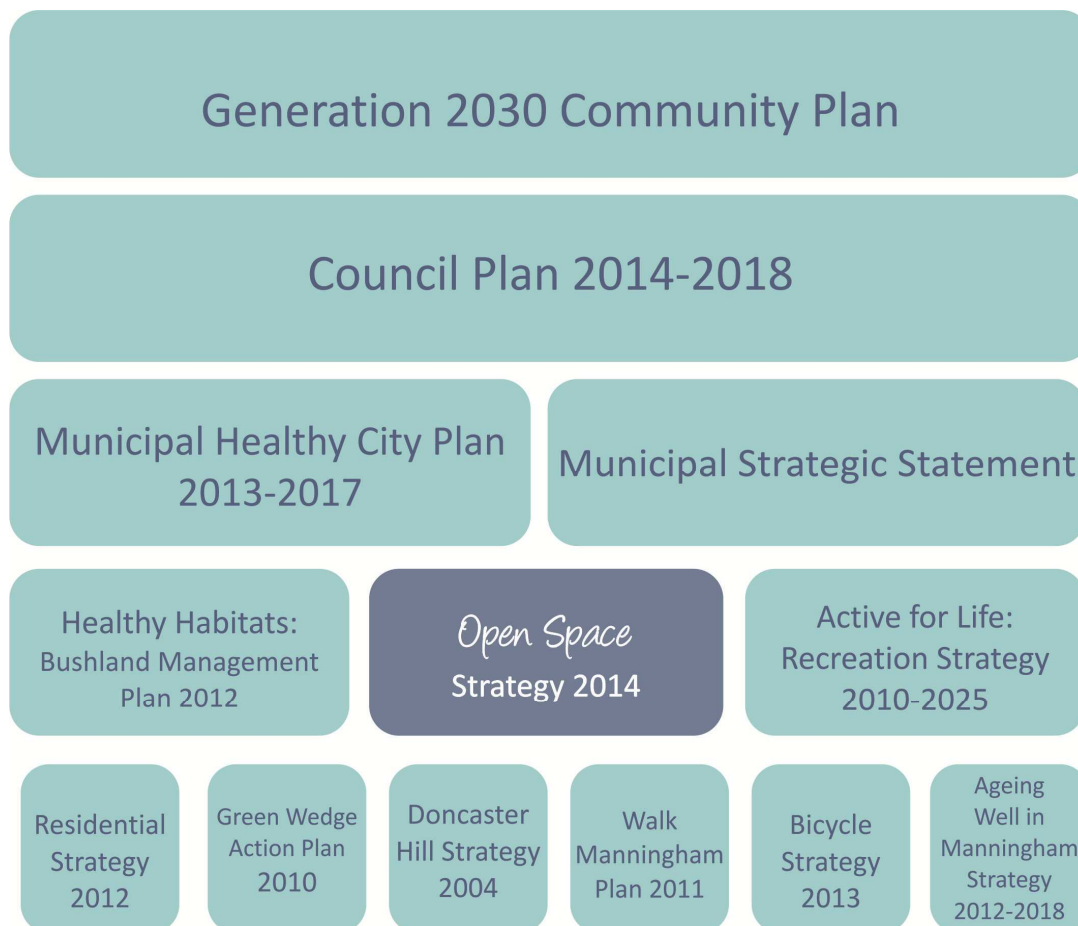 Generation 2030 Community Plan
Council Plan 2014-2018
Municipal Healthy City Plan
2013-2017
Municipal Strategic Statement
Healthy Habitats:
Bushland Management
Plan 2012
Open Space
Strategy 2014
Active for Life:
Recreation Strategy
2010-2025
Residential
Strategy
2012
Green Wedge
Action Plan
2010
Doncaster
Hill Strategy
2004
Walk
Manningham
Plan 2011
Bicycle
Strategy
2013
Ageing
Well in
Manningham
Strategy
2012-2018